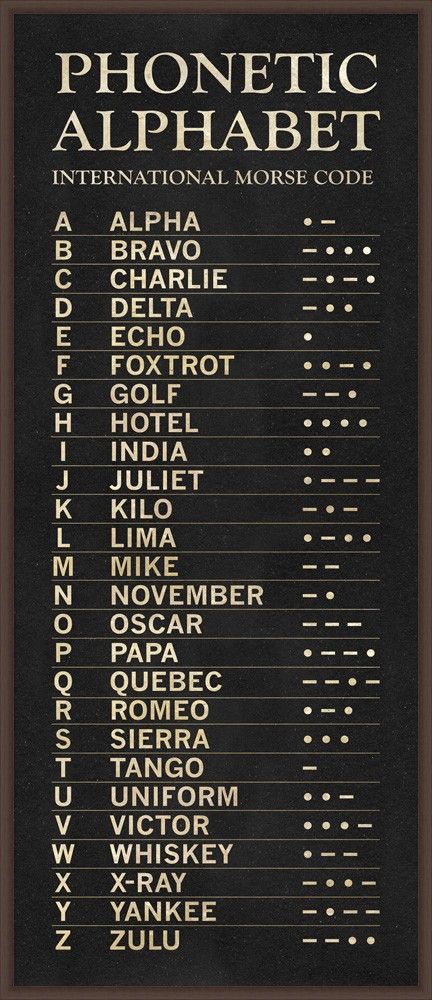 PHONETIC
ALPHABET
INTERNATIONAL MORSE CODE
A ALPHA •–
B BRAVO –•••
C CHARLIE –•–•
D DELTA –••
E ECHO •
F FOXTROT ••–•
G GOLF ––•
H HOTEL ••••
I INDIA ••
J JULIET •–––
K KILO –•–
L LIMA •–••
M MIKE ––
N NOVEMBER –•
O OSCAR –––
P PAPA •––•
Q QUEBEC ––•–
R ROMEO •–•
S SIERRA •••
T TANGO –
U UNIFORM ••–
V VICTOR •••–
W WHISKEY •––
X X-RAY –••–
Y YANKEE –•––
Z ZULU ––••